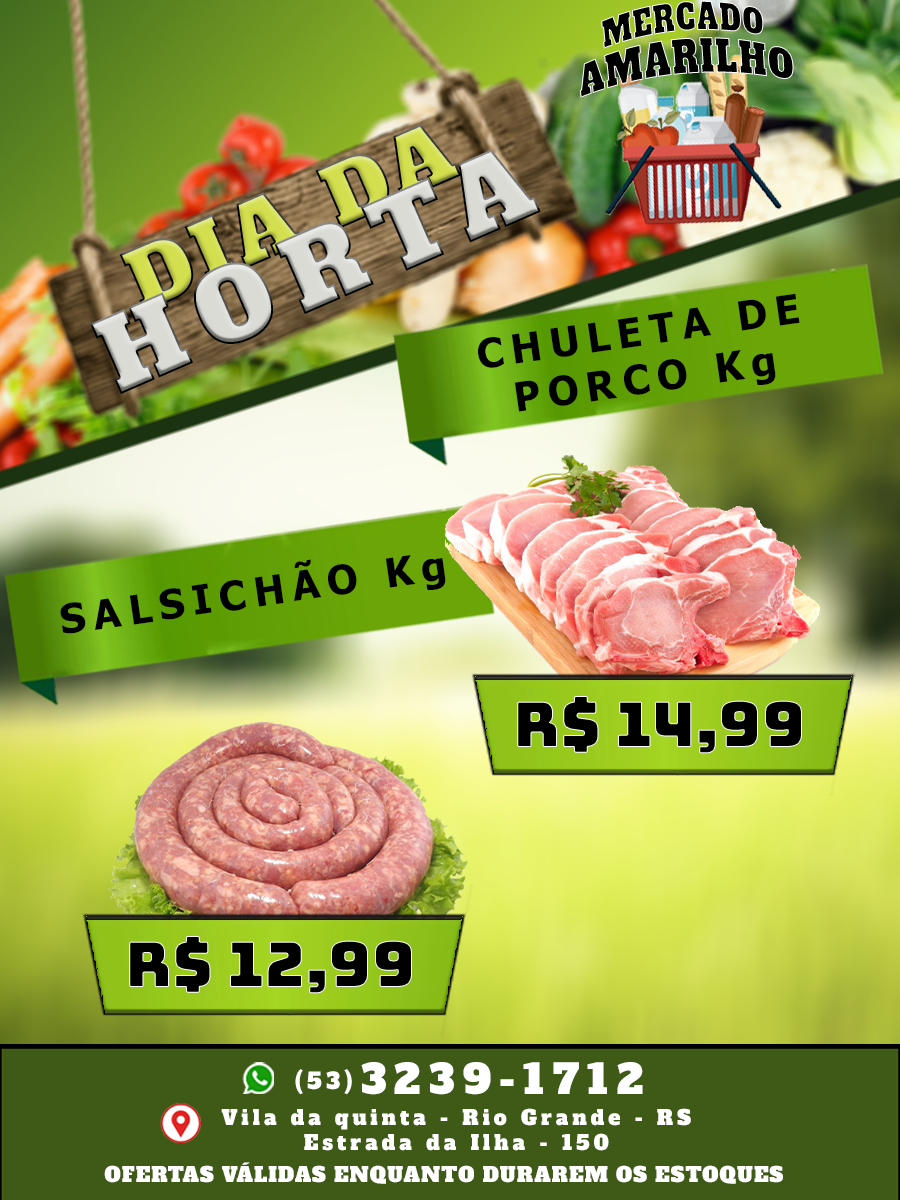 MERCADO
AMARILHO
DIA DA
HORTA
CHULETA DE
PORCO Kg
SALSICHÃO Kg
R$ 14,99
R$ 12,99
(53) 3239-1712
Vila da quinta - Rio Grande - RS
Estrada da Ilha - 150
OFERTAS VÁLIDAS ENQUANTO DURAREM OS ESTOQUES